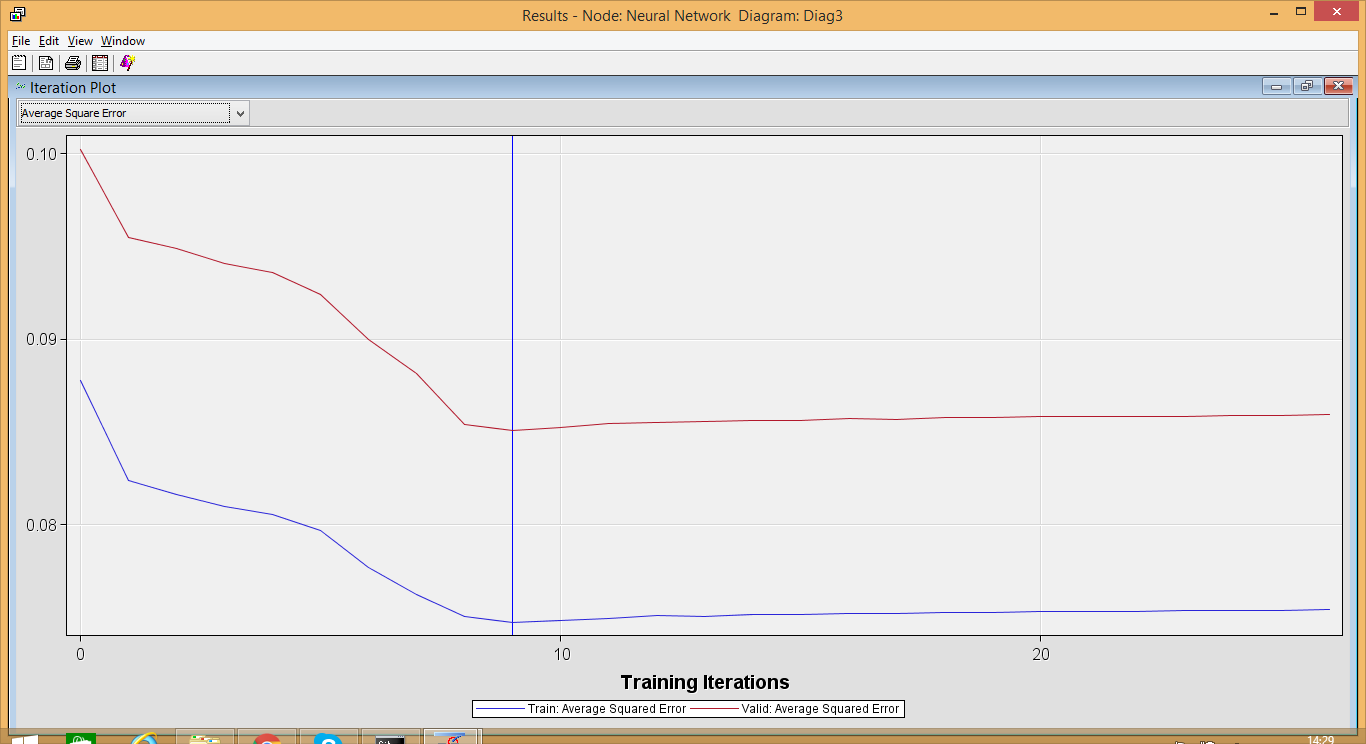 Results - Node: Neural Network Diagram: Diag3
File Edit View Window
Iteration Plot
Average Square Error
0.10
0.09
0.08
0 10 20
Training Iterations
Train: Average Squared Error Valid: Average Squared Error
14:29